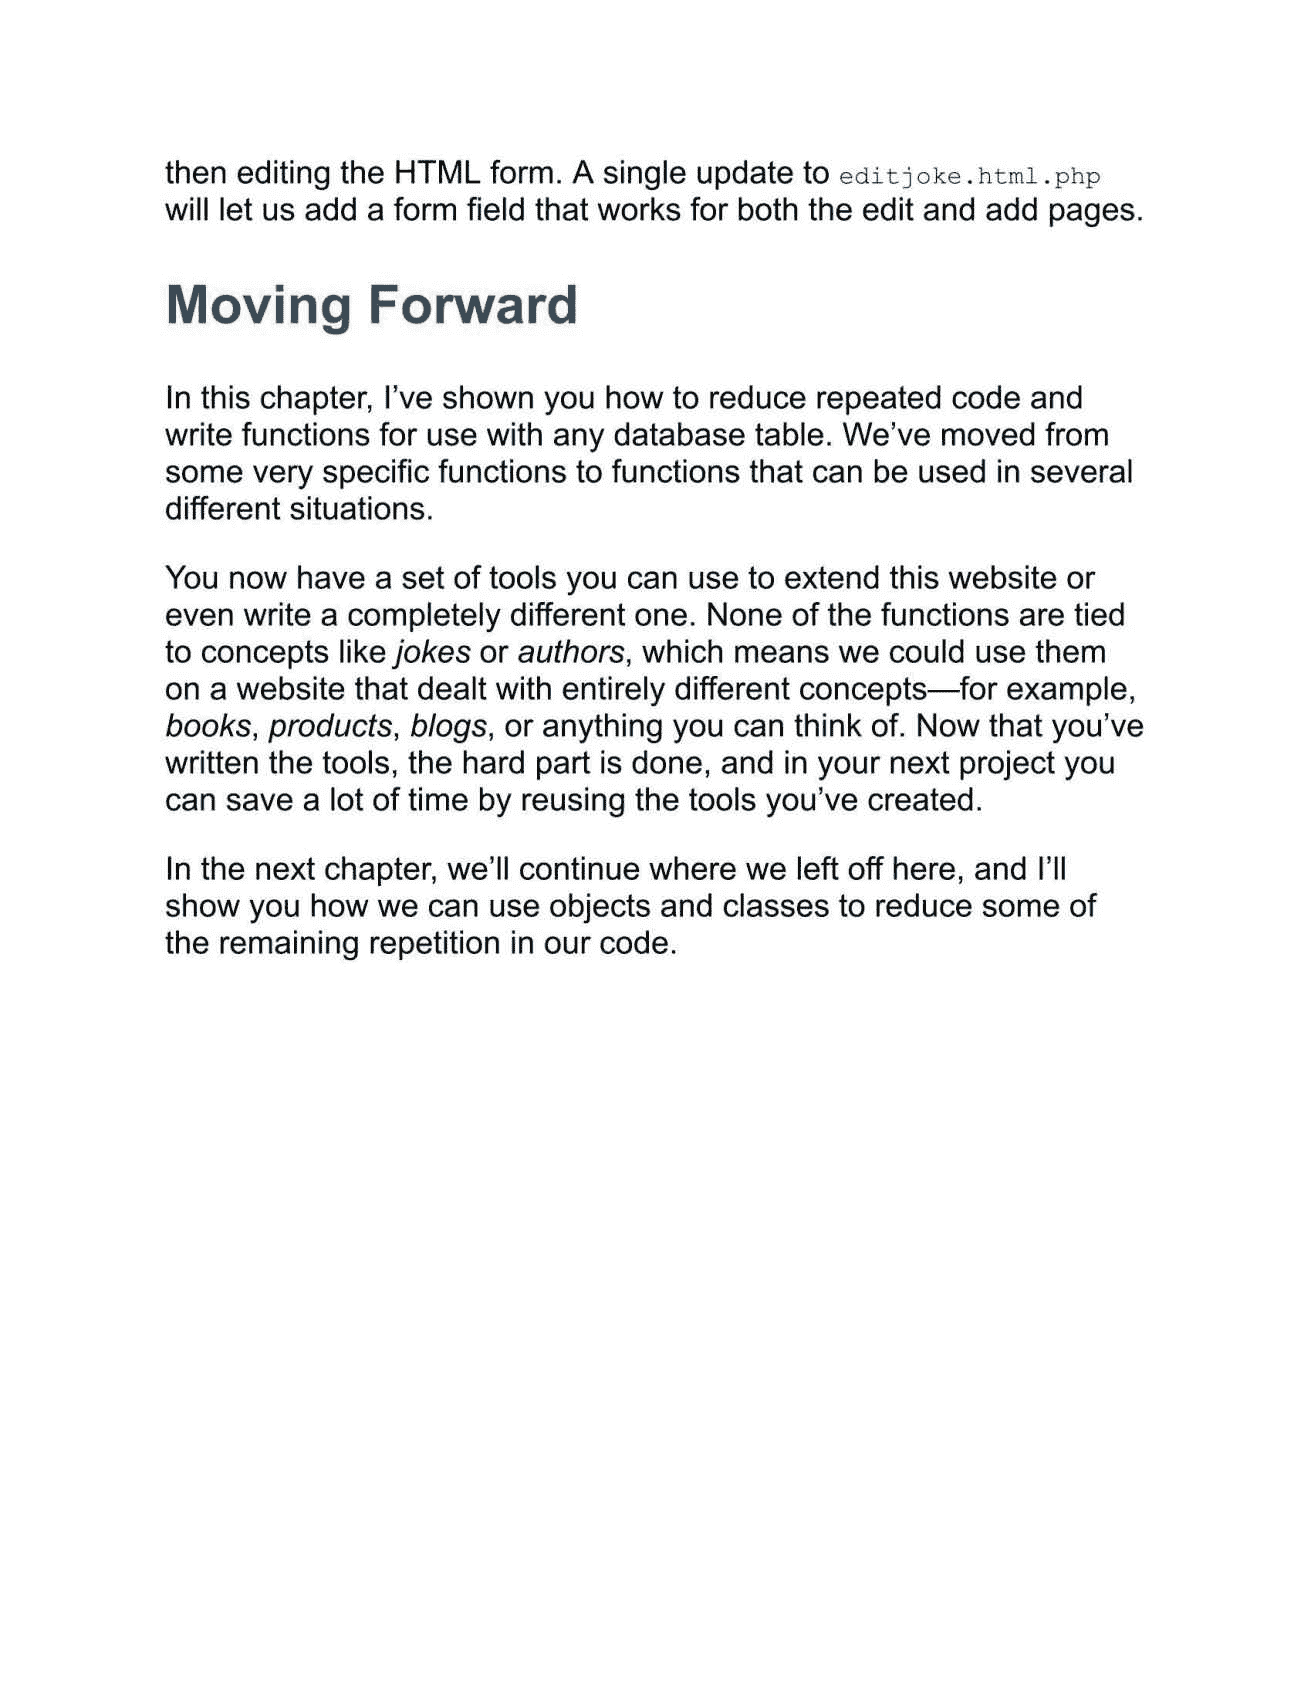 then editing the HTML form. A single update to editjoke.html.php
will let us add a form field that works for both the edit and add pages.
Moving Forward
In this chapter, I’ve shown you how to reduce repeated code and
write functions for use with any database table. We’ve moved from
some very specific functions to functions that can be used in several
different situations.
You now have a set of tools you can use to extend this website or
even write a completely different one. None of the functions are tied
to concepts like jokes or authors, which means we could use them
on a website that dealt with entirely different concepts—for example,
books, products, blogs, or anything you can think of. Now that you’ve
written the tools, the hard part is done, and in your next project you
can save a lot of time by reusing the tools you’ve created.
In the next chapter, we’ll continue where we left off here, and I’ll
show you how we can use objects and classes to reduce some of
the remaining repetition in our code.